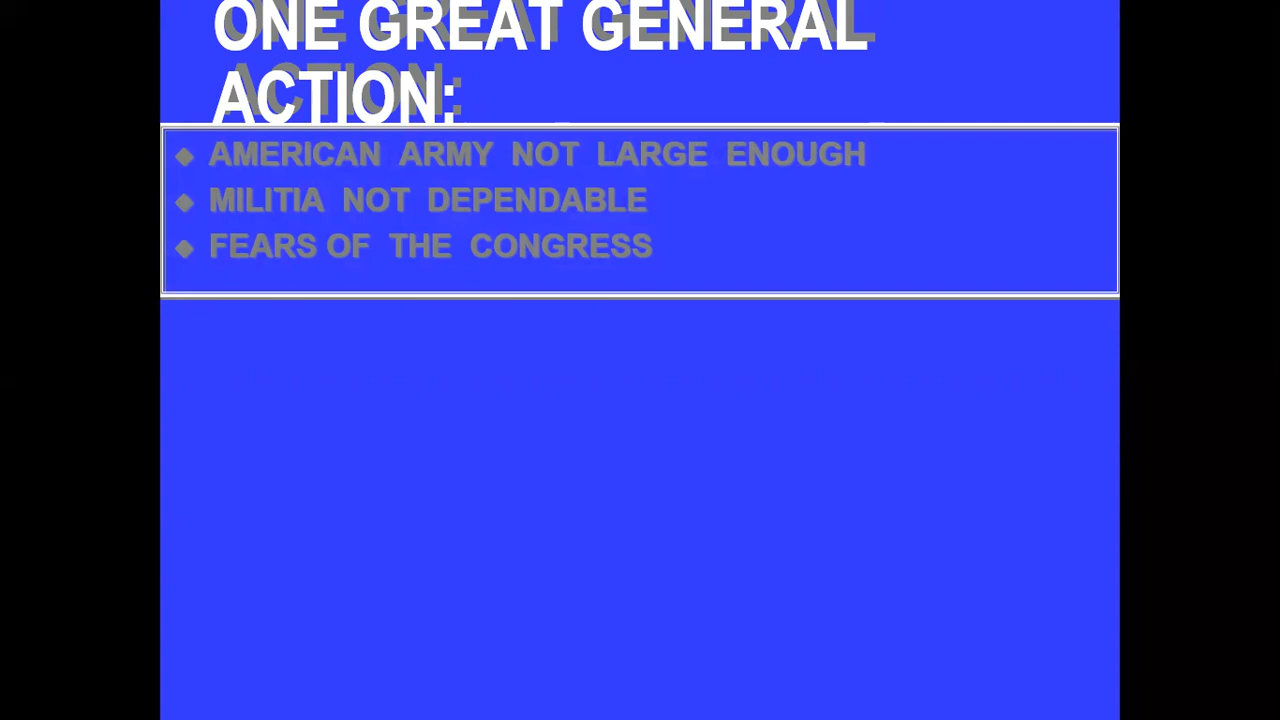 ONE GREAT GENERAL
ACTION:
◆ AMERICAN ARMY NOT LARGE ENOUGH
◆ MILITIA NOT DEPENDABLE
◆ FEARS OF THE CONGRESS